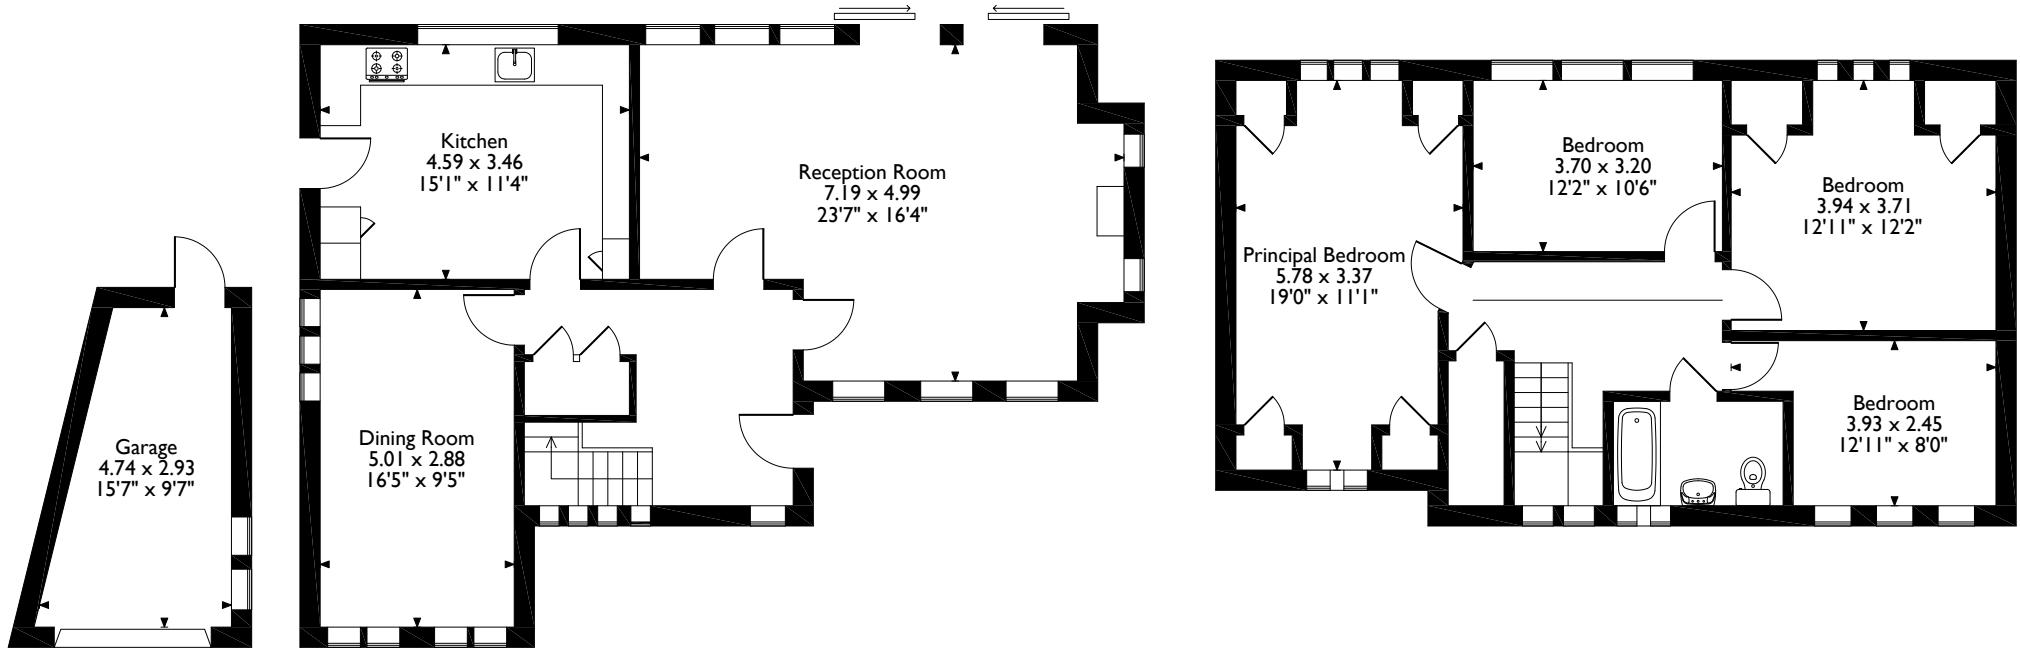 Kitchen
4.59 x 3.46
15'1" x 11'4"
Reception Room
7.19 x 4.99
23'7" x 16'4"
Garage
4.74 x 2.93
15'7" x 9'7"
Dining Room
5.01 x 2.88
16'5" x 9'5"
Principal Bedroom
5.78 x 3.37
19'0" x 11'1"
Bedroom
3.70 x 3.20
12'2" x 10'6"
Bedroom
3.94 x 3.71
12'11" x 12'2"
Bedroom
3.93 x 2.45
12'11" x 8'0"